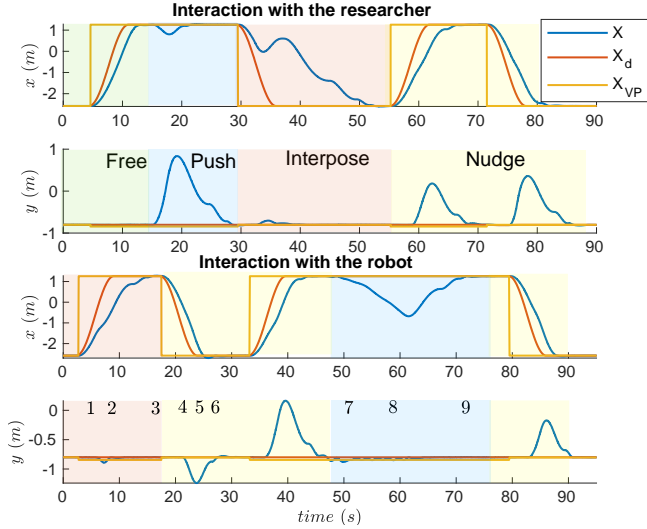 Interaction with the researcher
x (m)
1
0
-1
-2
0 10 20 30 40 50 60 70 80 90
X
X_d
X_VP
y (m)
1
0
-1
Free Push Interpose Nudge
0 10 20 30 40 50 60 70 80 90
Interaction with the robot
x (m)
1
0
-1
-2
0 10 20 30 40 50 60 70 80 90
y (m)
0
-0.5
-1
1 2 3 4 5 6 7 8 9
0 10 20 30 40 50 60 70 80 90
time (s)